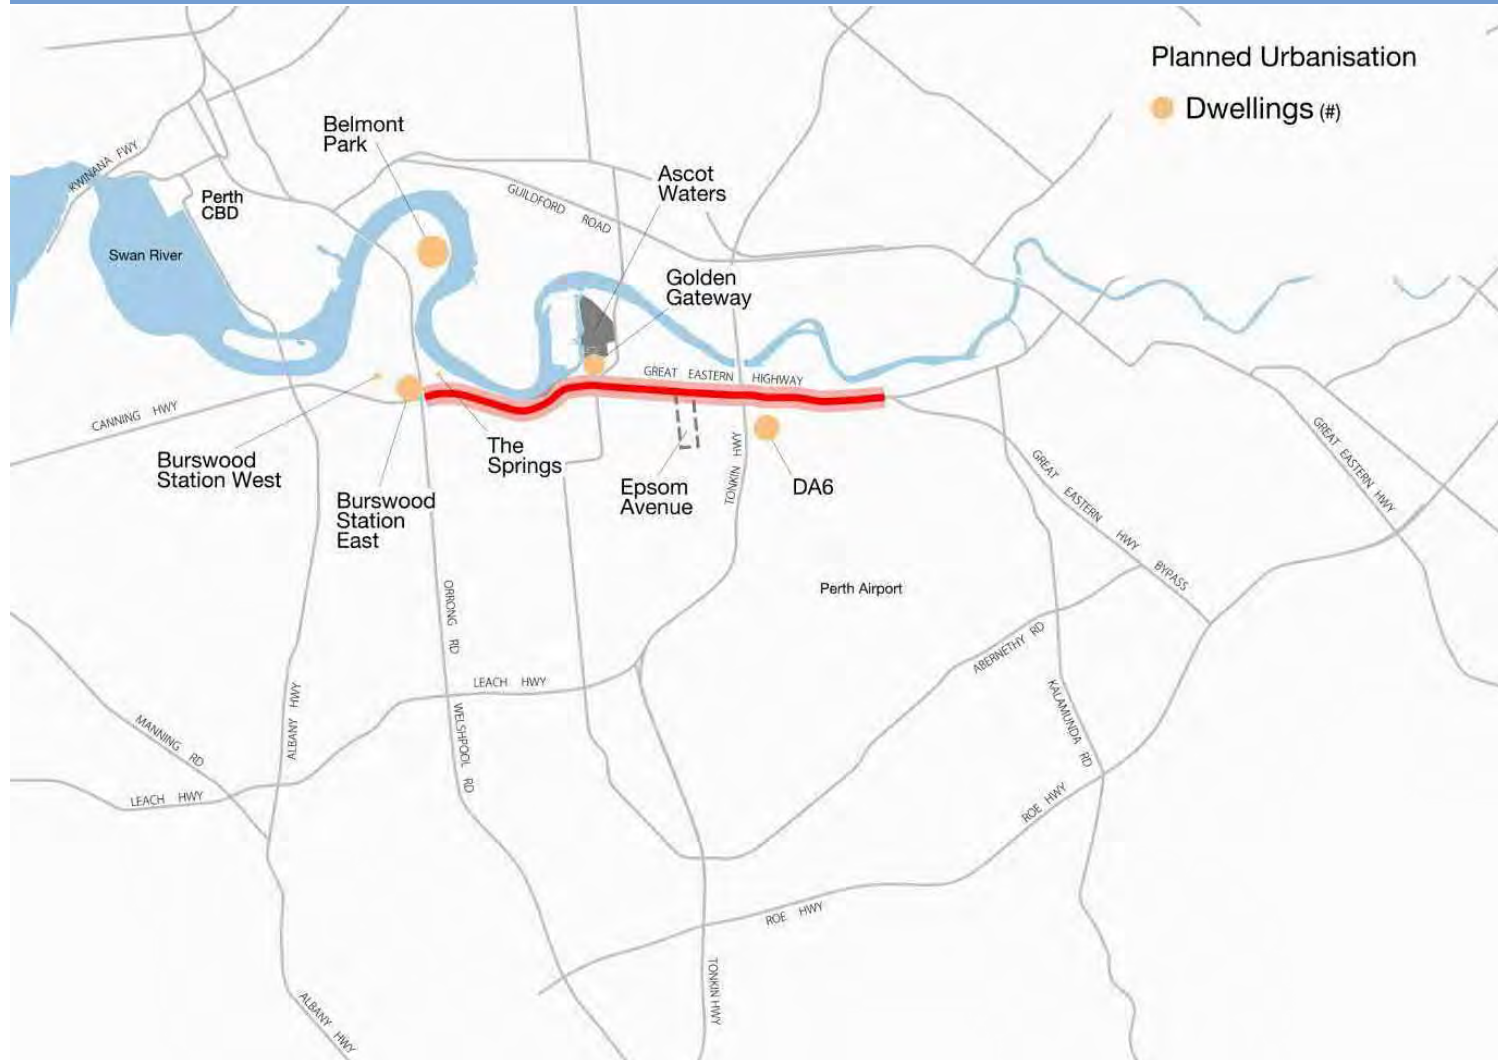 Planned Urbanisation
Dwellings (#)
Belmont
Park
KWINANA FWY
Perth
CBD
Swan River
GUILDFORD ROAD
Ascot
Waters
Golden
Gateway
GREAT EASTERN HIGHWAY
CANNING HWY
Burswood
Station West
Burswood
Station
East
The
Springs
Epsom
Avenue
TONKIN HWY
DA6
GREAT EASTERN HWY BYPASS
GREAT EASTERN HWY
Perth Airport
ORRONG RD
ABERNETHY RD
LEACH HWY
ALBANY HWY
MANNING RD
WELSHPOOL RD
KALAMUNDA RD
LEACH HWY
ROE HWY
ROE HWY
TONKIN HWY
ALBANY HWY